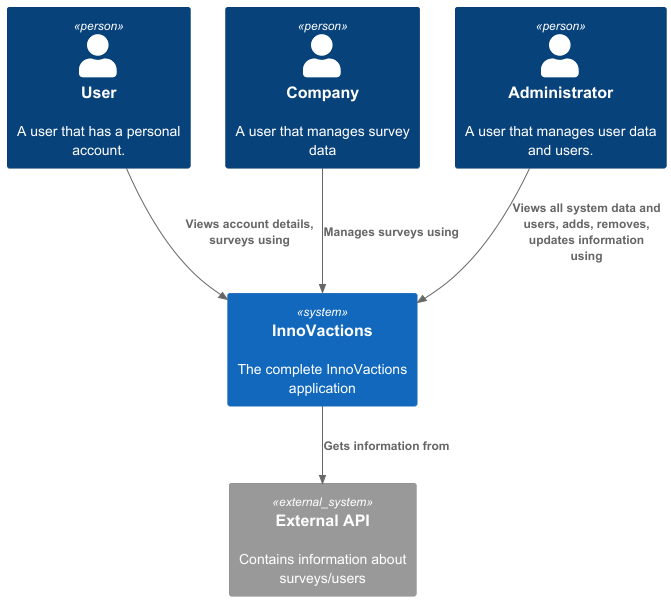 «person»
User
A user that has a personal
account.
«person»
Company
A user that manages survey
data
«person»
Administrator
A user that manages user data
and users.
Views account details,
surveys using
Manages surveys using
Views all system data and
users, adds, removes,
updates information
using
«system»
InnoVactions
The complete InnoVactions
application
Gets information from
«external_system»
External API
Contains information about
surveys/users